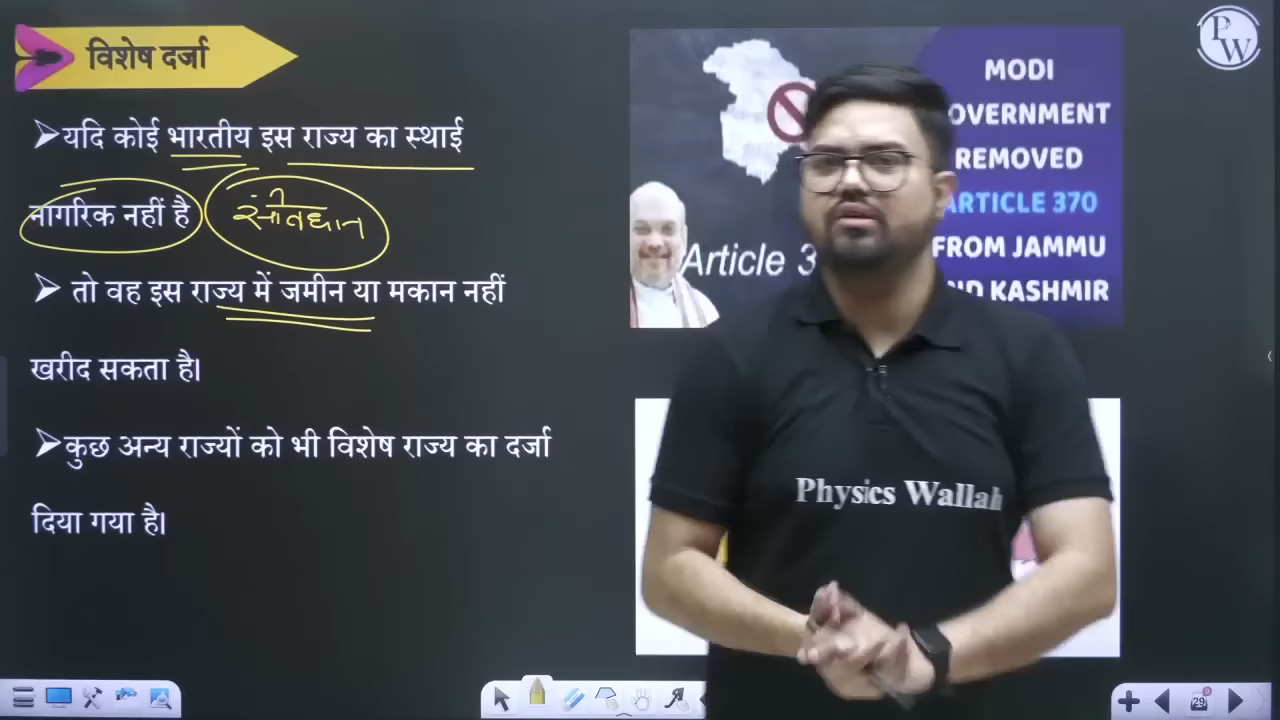 विशेष दर्जा
➤यदि कोई भारतीय इस राज्य का स्थाई
नागरिक नहीं है
संविधान
➤ तो वह इस राज्य में जमीन या मकान नहीं
खरीद सकता है।
➤कुछ अन्य राज्यों को भी विशेष राज्य का दर्जा
दिया गया है।
PW
MODI
OVERNMENT
REMOVED
ARTICLE 370
FROM JAMMU
ND KASHMIR
Article 3
Physics Wallah
29